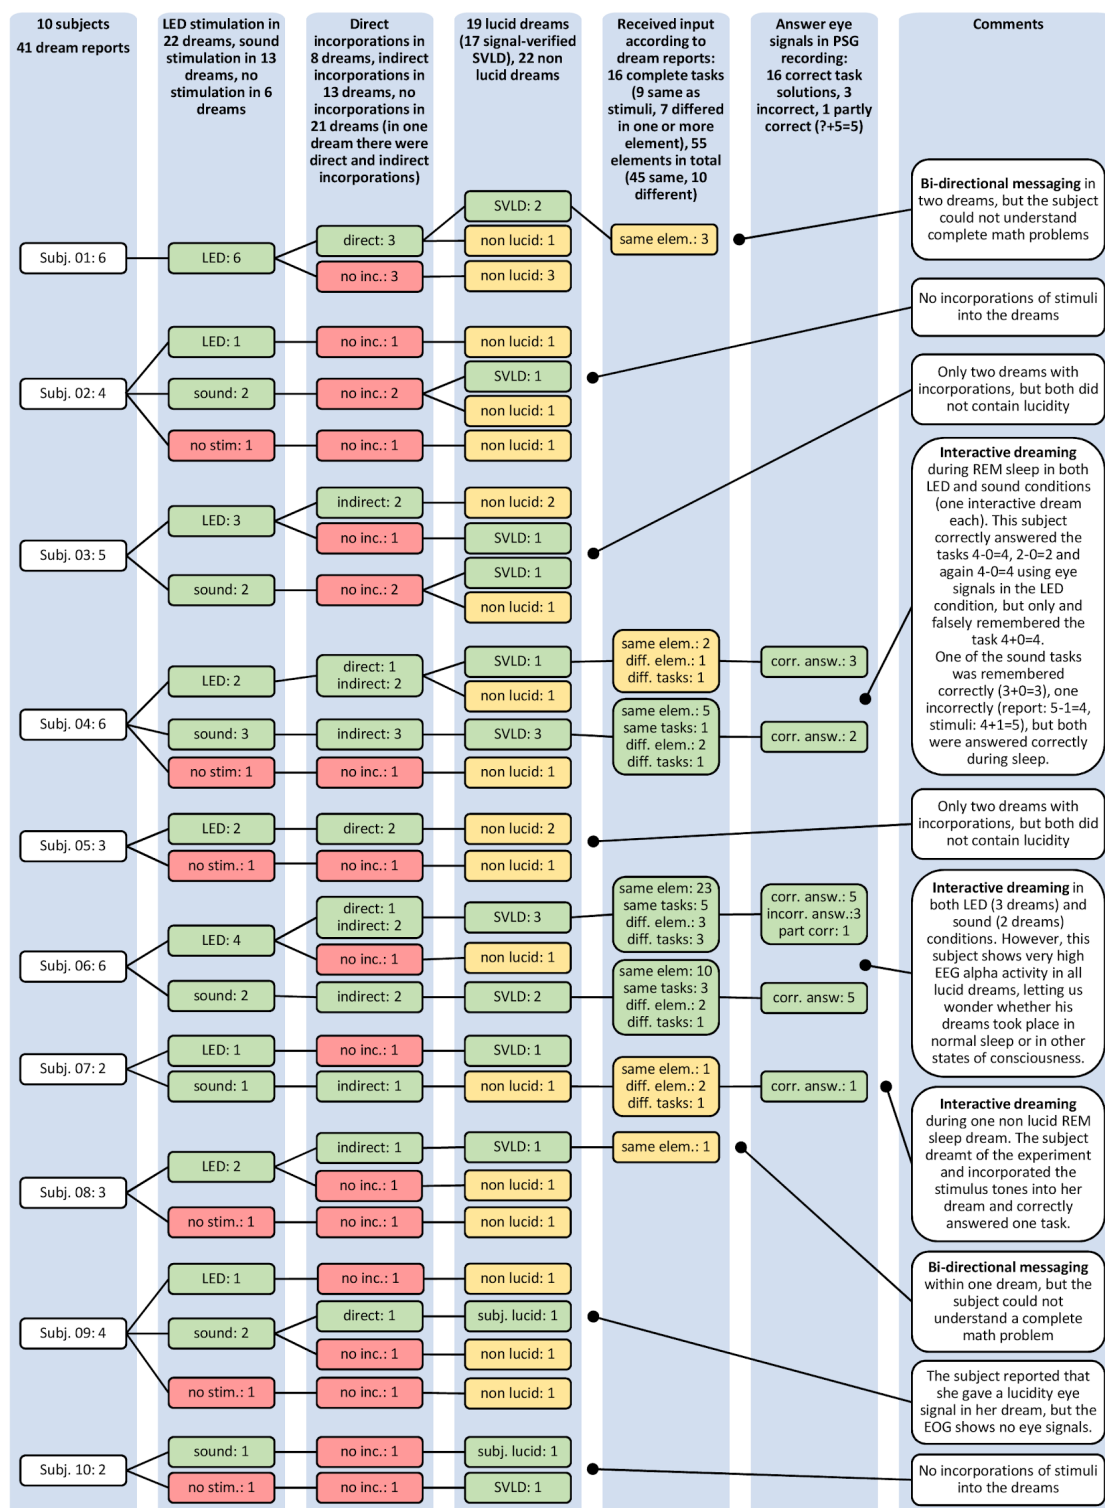 10 subjects
41 dream reports
LED stimulation in
22 dreams, sound
stimulation in 13
dreams, no
stimulation in 6
dreams
Direct
incorporations in
8 dreams, indirect
incorporations in
13 dreams, no
incorporations in
21 dreams (in one
dream there were
direct and indirect
incorporations)
19 lucid dreams
(17 signal-verified
SVLD), 22 non
lucid dreams
Received input
according to
dream reports:
16 complete tasks
(9 same as
stimuli, 7 differed
in one or more
element), 55
elements in total
(45 same, 10
different)
Answer eye
signals in PSG
recording:
16 correct task
solutions, 3
incorrect, 1 partly
correct (?+5=5)
Comments
Subj. 01: 6
LED: 6
direct: 3
no inc.: 3
SVLD: 2
non lucid: 1
non lucid: 3
same elem.: 3
Bi-directional messaging in
two dreams, but the subject
could not understand
complete math problems
Subj. 02: 4
LED: 1
sound: 2
no stim: 1
no inc.: 1
no inc.: 2
no inc.: 1
non lucid: 1
SVLD: 1
non lucid: 1
non lucid: 1
No incorporations of stimuli
into the dreams
Subj. 03: 5
LED: 3
sound: 2
indirect: 2
no inc.: 1
no inc.: 2
non lucid: 2
SVLD: 1
SVLD: 1
non lucid: 1
Only two dreams with
incorporations, but both did
not contain lucidity
Subj. 04: 6
LED: 2
sound: 3
no stim: 1
direct: 1
indirect: 2
indirect: 3
no inc.: 1
SVLD: 1
non lucid: 1
SVLD: 3
non lucid: 1
same elem.: 2
diff. elem.: 1
diff. tasks: 1
same elem.: 5
same tasks: 1
diff. elem.: 2
diff. tasks: 1
corr. answ.: 3
corr. answ.: 2
Interactive dreaming
during REM sleep in both
LED and sound conditions
(one interactive dream
each). This subject
correctly answered the
tasks 4-0=4, 2-0=2 and
again 4-0=4 using eye
signals in the LED
condition, but only and
falsely remembered the
task 4+0=4.
One of the sound tasks
was remembered
correctly (3+0=3), one
incorrectly (report: 5-1=4,
stimuli: 4+1=5), but both
were answered correctly
during sleep.
Subj. 05: 3
LED: 2
no stim.: 1
direct: 2
no inc.: 1
non lucid: 2
non lucid: 1
Only two dreams with
incorporations, but both did
not contain lucidity
Subj. 06: 6
LED: 4
sound: 2
direct: 1
indirect: 2
no inc.: 1
indirect: 2
SVLD: 3
non lucid: 1
SVLD: 2
same elem: 23
same tasks: 5
diff. elem.: 3
diff. tasks: 3
same elem: 10
same tasks: 3
diff. elem.: 2
diff. tasks: 1
corr. answ.: 5
incorr. answ.:3
part corr: 1
corr. answ: 5
Interactive dreaming in
both LED (3 dreams) and
sound (2 dreams)
conditions. However, this
subject shows very high
EEG alpha activity in all
lucid dreams, letting us
wonder whether his
dreams took place in
normal sleep or in other
states of consciousness.
Subj. 07: 2
LED: 1
sound: 1
no inc.: 1
indirect: 1
SVLD: 1
non lucid: 1
same elem.: 1
diff. elem.: 2
diff. tasks: 1
corr. answ.: 1
Interactive dreaming
during one non lucid REM
sleep dream. The subject
dreamt of the experiment
and incorporated the
stimulus tones into her
dream and correctly
answered one task.
Subj. 08: 3
LED: 2
no stim.: 1
indirect: 1
no inc.: 1
no inc.: 1
SVLD: 1
non lucid: 1
non lucid: 1
same elem.: 1
Bi-directional messaging
within one dream, but the
subject could not
understand a complete
math problem
Subj. 09: 4
LED: 1
sound: 2
no stim.: 1
no inc.: 1
direct: 1
no inc.: 1
no inc.: 1
non lucid: 1
subj. lucid: 1
non lucid: 1
non lucid: 1
The subject reported that
she gave a lucidity eye
signal in her dream, but the
EOG shows no eye signals.
Subj. 10: 2
sound: 1
no stim.: 1
no inc.: 1
no inc.: 1
subj. lucid: 1
SVLD: 1
No incorporations of stimuli
into the dreams